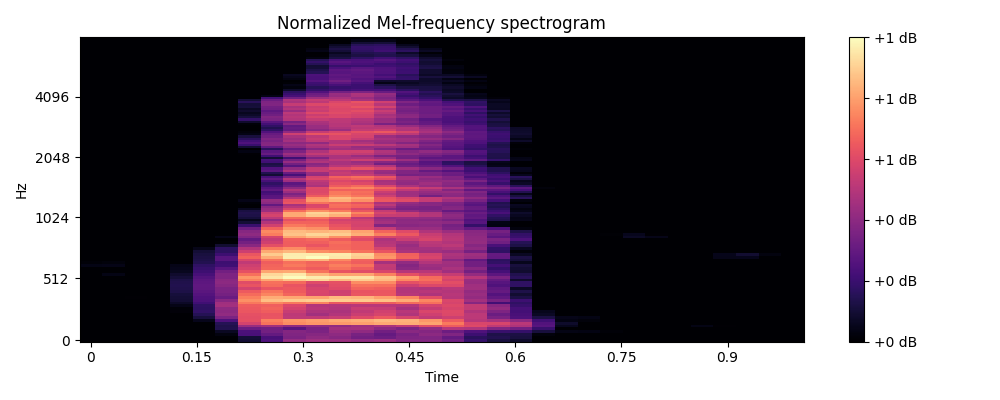 Normalized Mel-frequency spectrogram
Hz
4096
2048
1024
512
0
0 0.15 0.3 0.45 0.6 0.75 0.9
Time
+1 dB
+1 dB
+1 dB
+0 dB
+0 dB
+0 dB